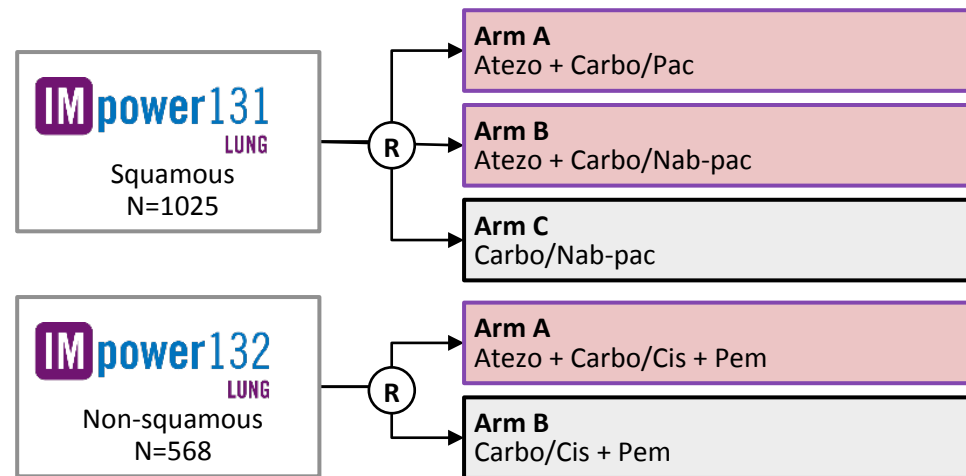 IMpower131
LUNG
Squamous
N=1025
R
Arm A
Atezo + Carbo/Pac
Arm B
Atezo + Carbo/Nab-pac
Arm C
Carbo/Nab-pac
IMpower132
LUNG
Non-squamous
N=568
R
Arm A
Atezo + Carbo/Cis + Pem
Arm B
Carbo/Cis + Pem